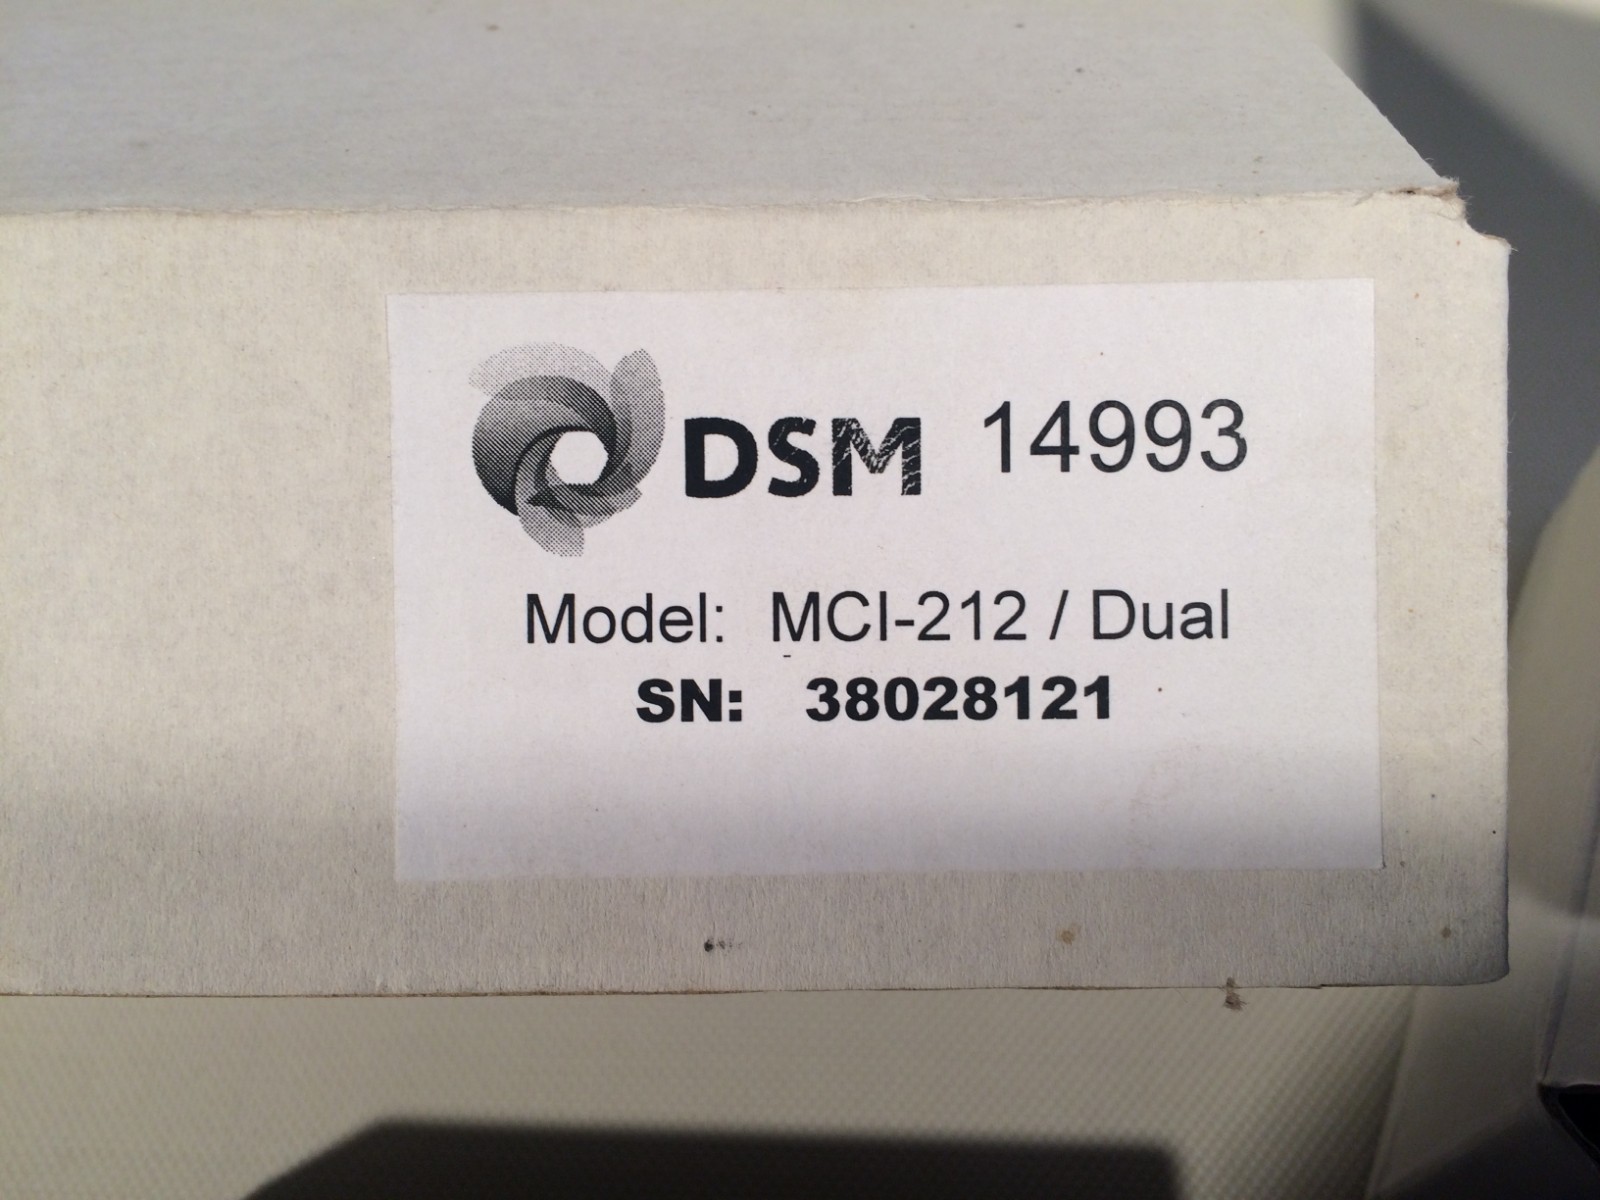 DSM 14993
Model: MCI-212 / Dual
SN: 38028121